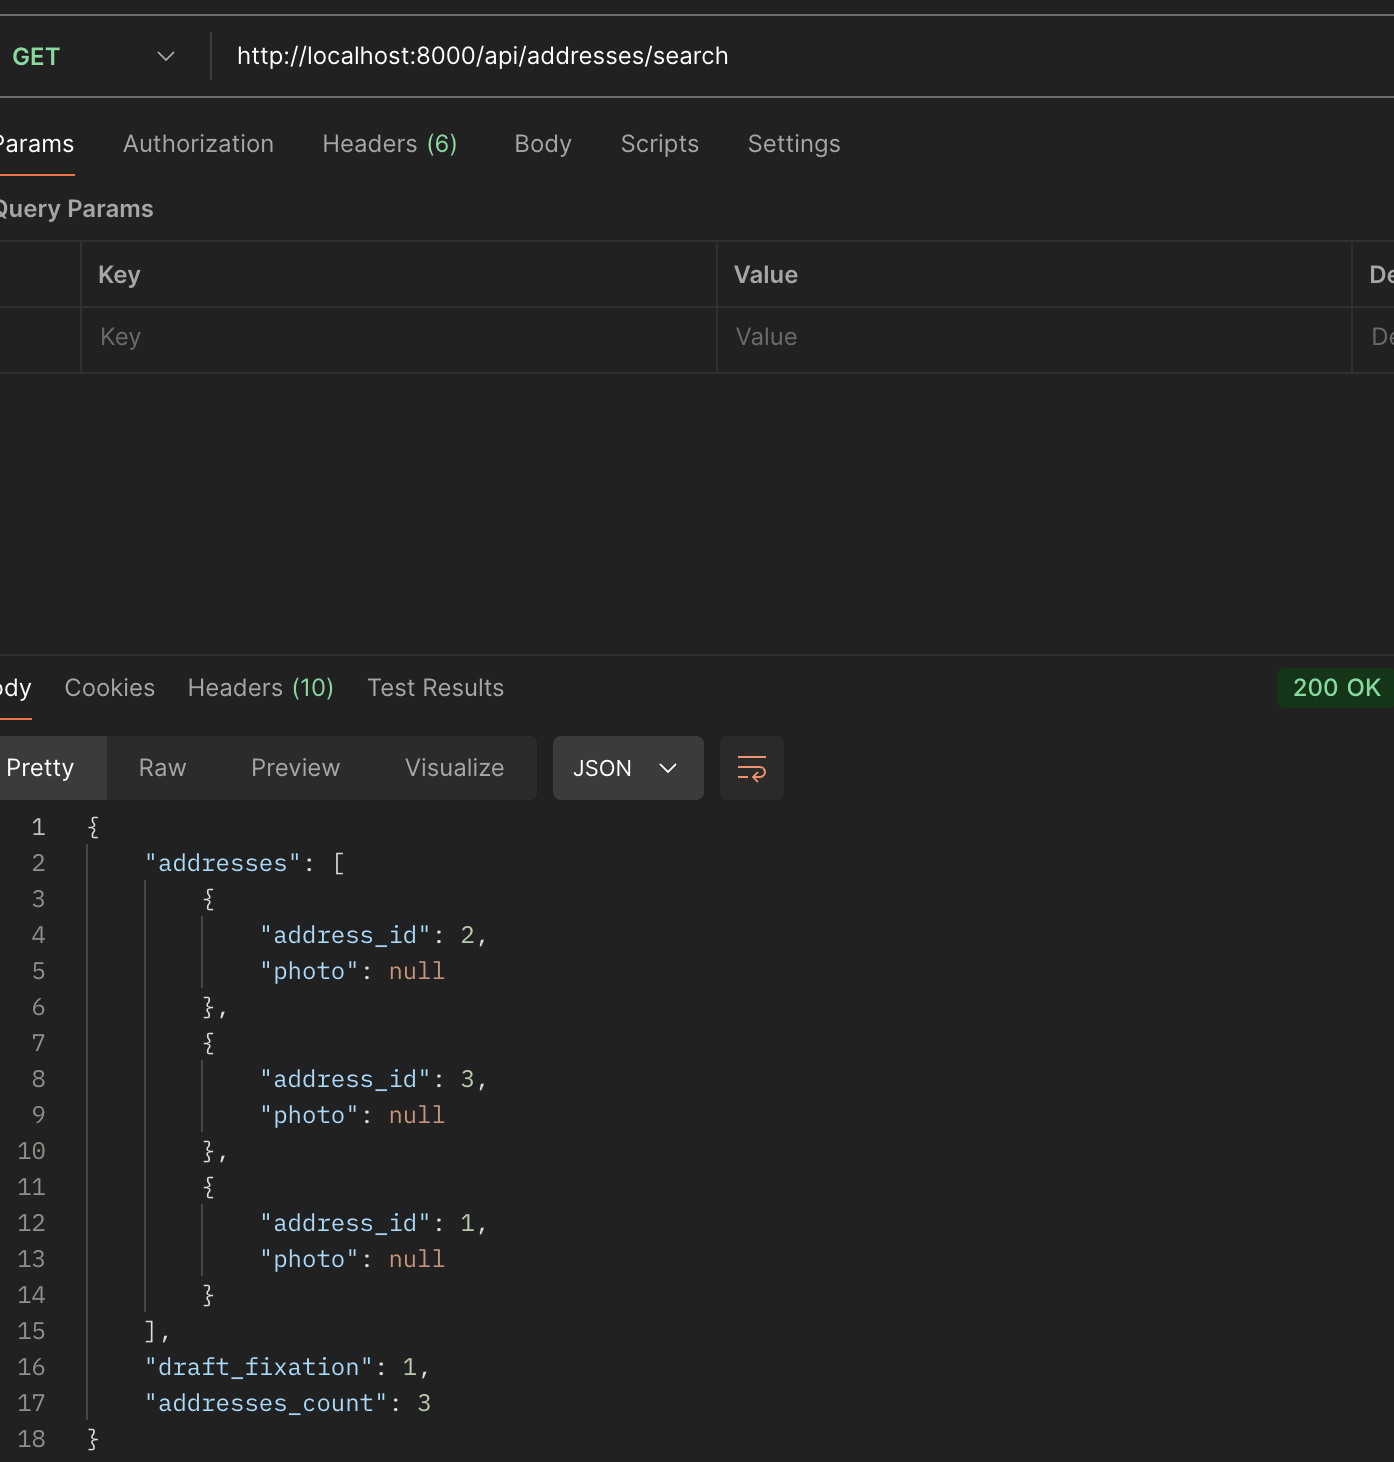 GET http://localhost:8000/api/addresses/search
Params Authorization Headers (6) Body Scripts Settings
Query Params
Key Value De
Key Value De
ody Cookies Headers (10) Test Results 200 OK
Pretty Raw Preview Visualize JSON
1 {
2 "addresses": [
3 {
4 "address_id": 2,
5 "photo": null
6 },
7 {
8 "address_id": 3,
9 "photo": null
10 },
11 {
12 "address_id": 1,
13 "photo": null
14 }
15 ],
16 "draft_fixation": 1,
17 "addresses_count": 3
18 }